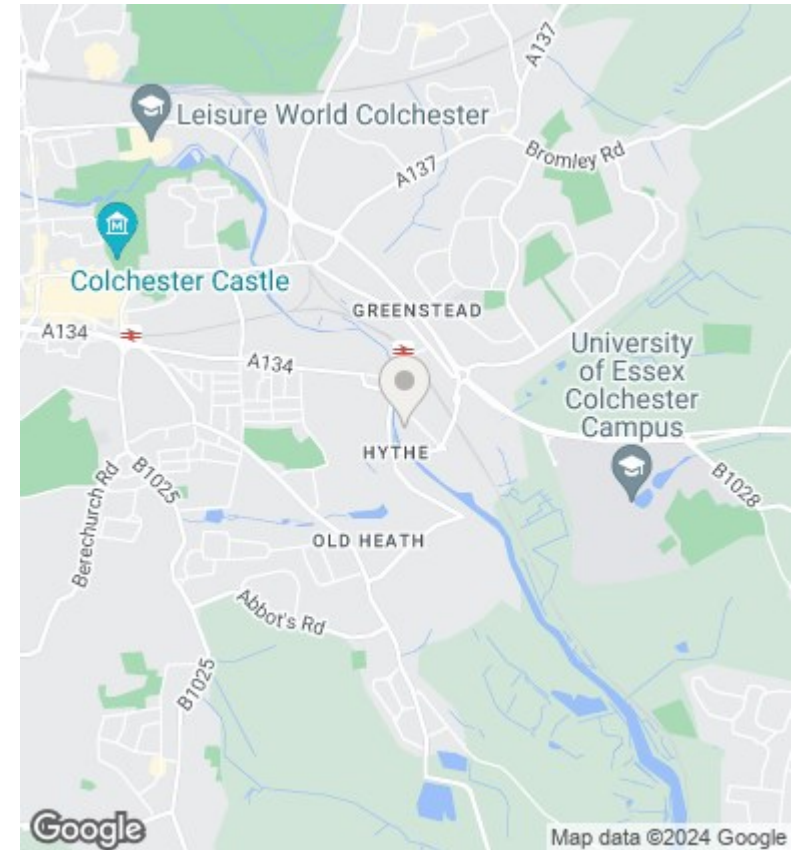 A137
Leisure World Colchester
A137
Bromley Rd
Colchester Castle
GREENSTEAD
A134
A134
University
of Essex
Colchester
Campus
HYTHE
B1025
B1028
Berechurch Rd
OLD HEATH
Abbot's Rd
B1025
Google
Map data ©2024 Google